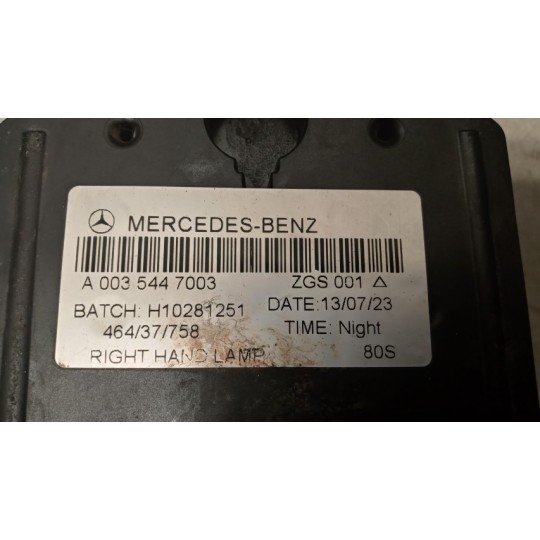 MERCEDES-BENZ
A 003 544 7003 ZGS 001 △
BATCH: H10281251 DATE:13/07/23
464/37/758 TIME: Night
RIGHT HAND LAMP 80S